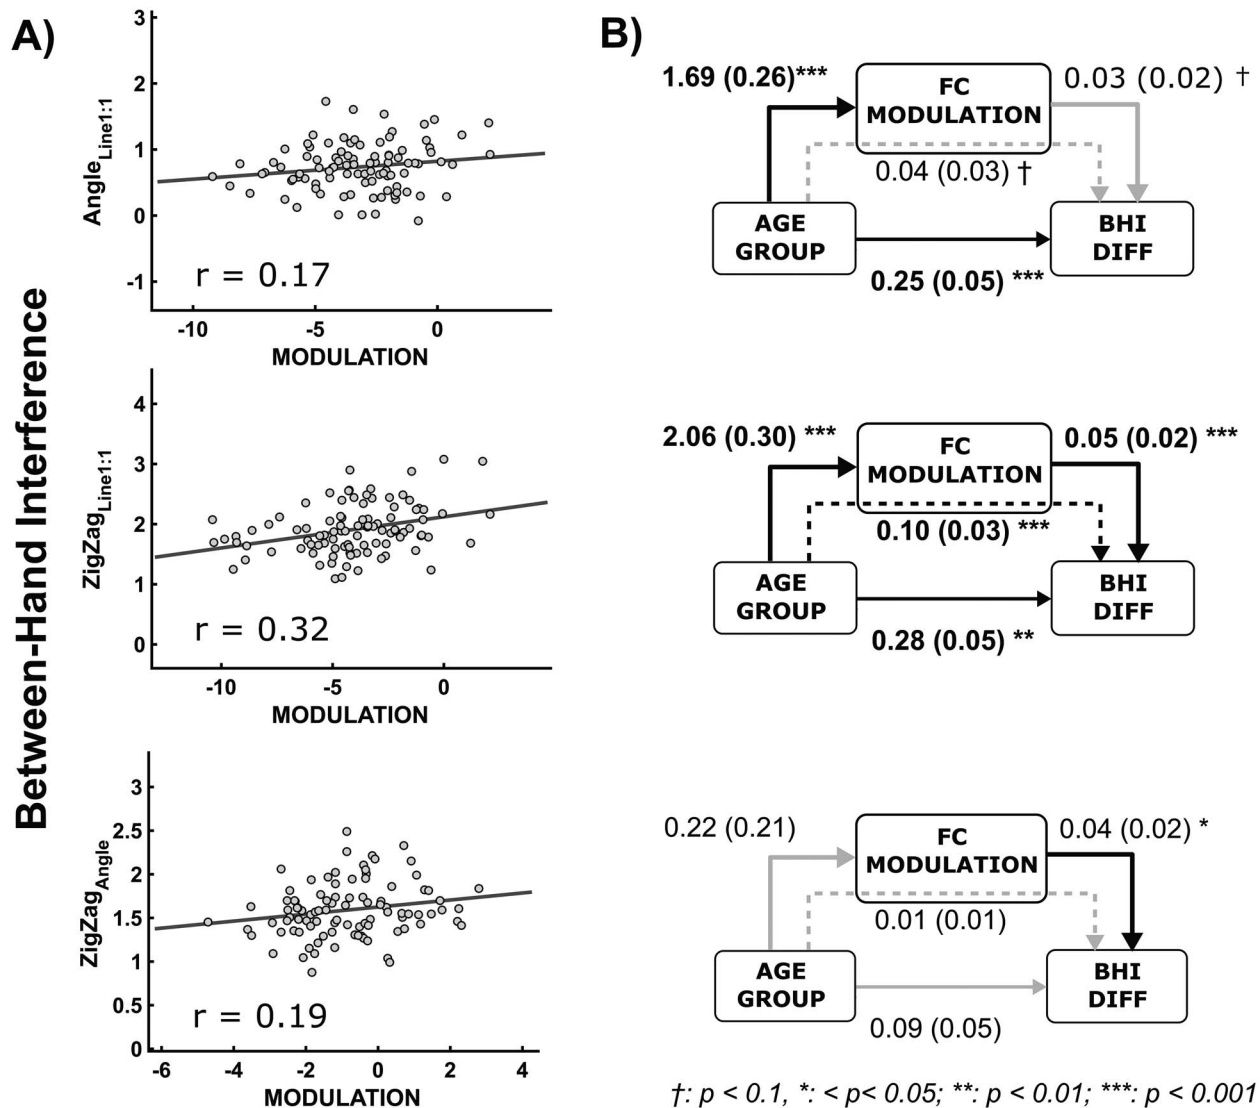 A)
Between-Hand Interference
3
2
1
0
-1
Angle Line1:1
r = 0.17
-10
-5
0
MODULATION
4
3
2
1
0
ZigZag Line1:1
r = 0.32
-10
-5
0
MODULATION
3
2.5
2
1.5
1
0.5
0
ZigZag Angle
r = 0.19
-6
-4
-2
0
2
4
MODULATION
B)
1.69 (0.26)***
FC
MODULATION
0.03 (0.02) †
0.04 (0.03) †
AGE
GROUP
BHI
DIFF
0.25 (0.05) ***
2.06 (0.30) ***
FC
MODULATION
0.05 (0.02) ***
0.10 (0.03) ***
AGE
GROUP
BHI
DIFF
0.28 (0.05) **
0.22 (0.21)
FC
MODULATION
0.04 (0.02) *
0.01 (0.01)
AGE
GROUP
BHI
DIFF
0.09 (0.05)
†: p < 0.1, *: < p< 0.05; **: p < 0.01; ***: p < 0.001